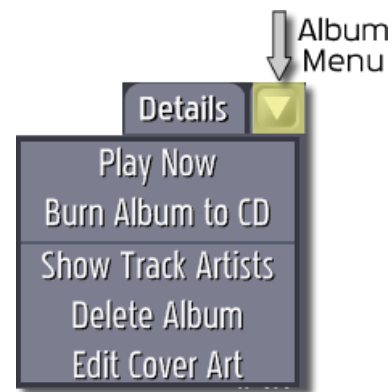 Album
Menu
Details
Play Now
Burn Album to CD
Show Track Artists
Delete Album
Edit Cover Art